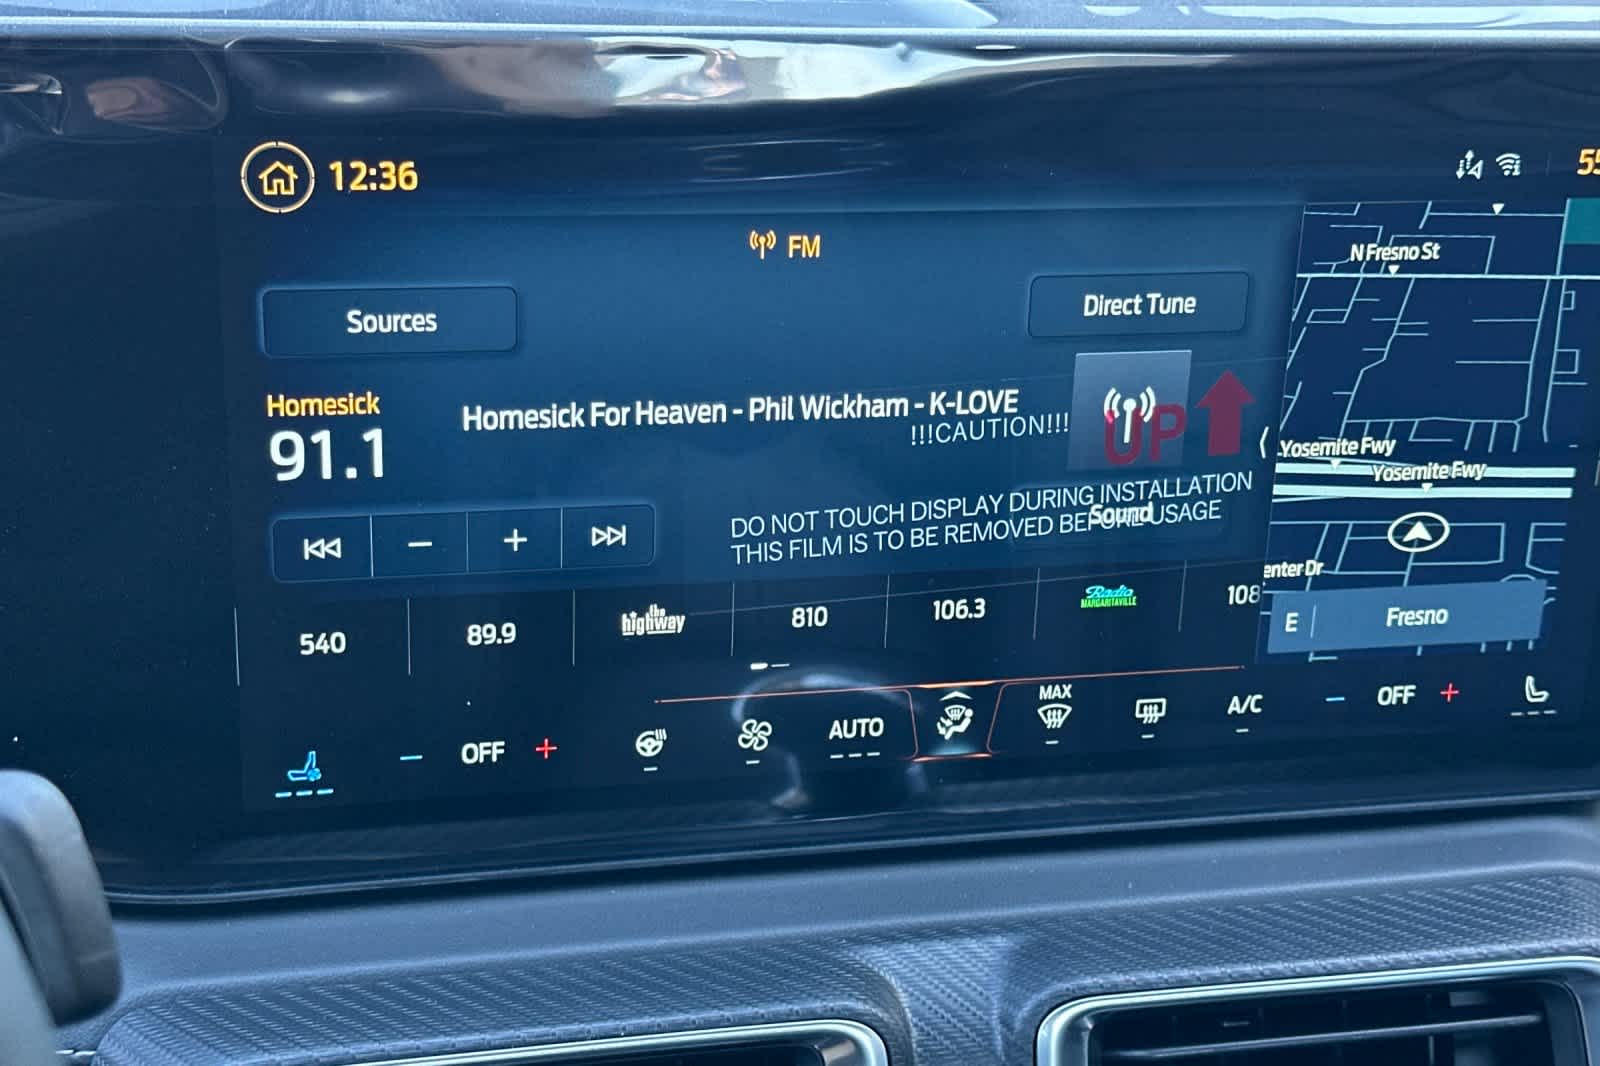 12:36
55
FM
N Fresno St
Sources
Direct Tune
Homesick
91.1
Homesick For Heaven - Phil Wickham - K-LOVE
!!!CAUTION!!!
UP
Yosemite Fwy
Yosemite Fwy
DO NOT TOUCH DISPLAY DURING INSTALLATION
THIS FILM IS TO BE REMOVED BEFORE USAGE
Sound
enter Dr
540
89.9
the highway
810
106.3
Radio MARGARITAVILLE
108
E
Fresno
OFF
AUTO
MAX
A/C
OFF